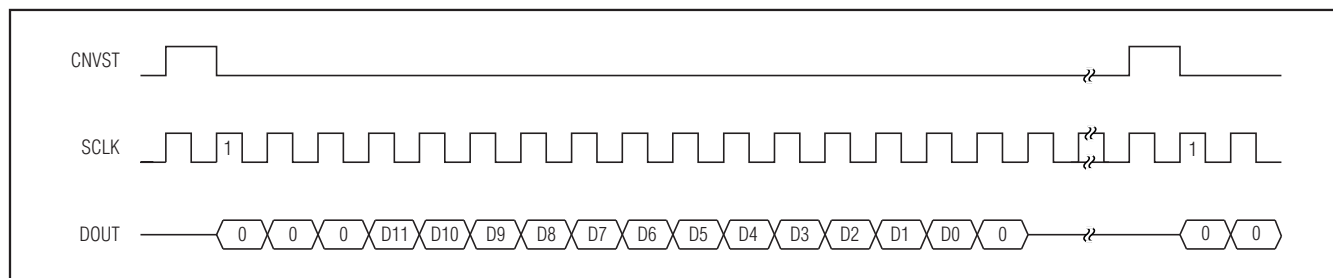 CNVST
SCLK 1 1
DOUT 0 0 0 D11 D10 D9 D8 D7 D6 D5 D4 D3 D2 D1 D0 0 0 0